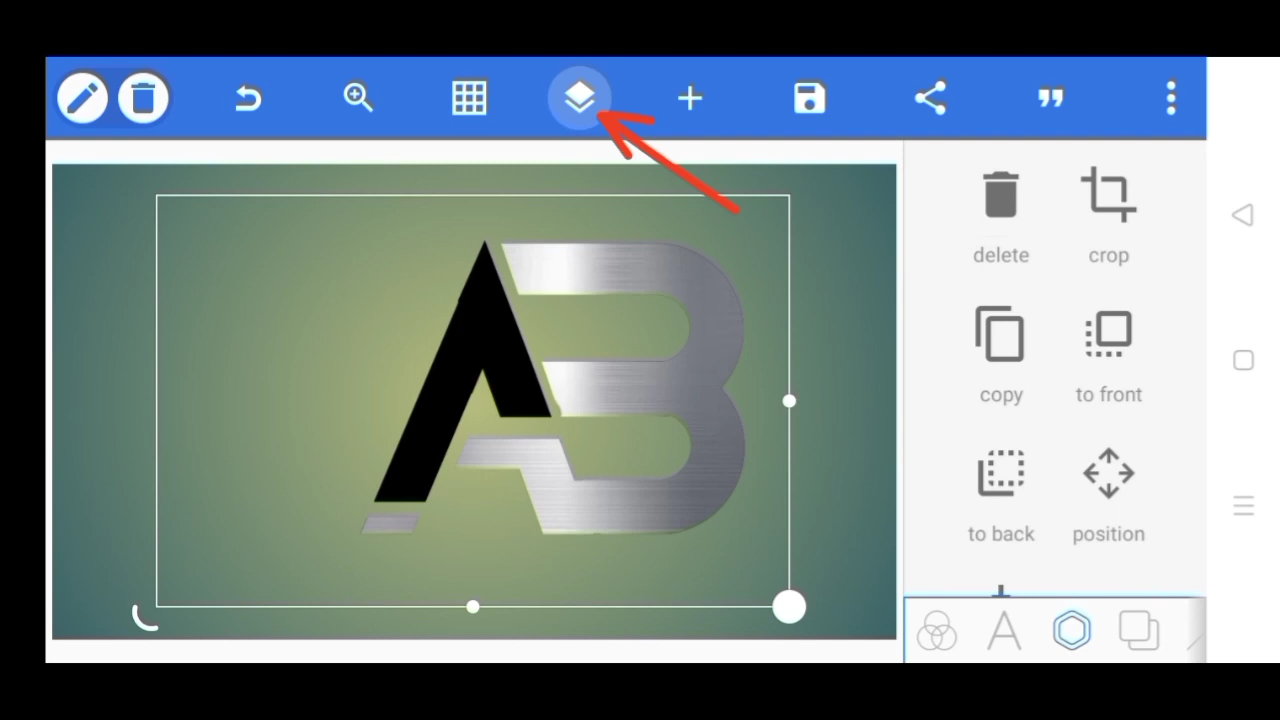 AB
delete
crop
copy
to front
to back
position